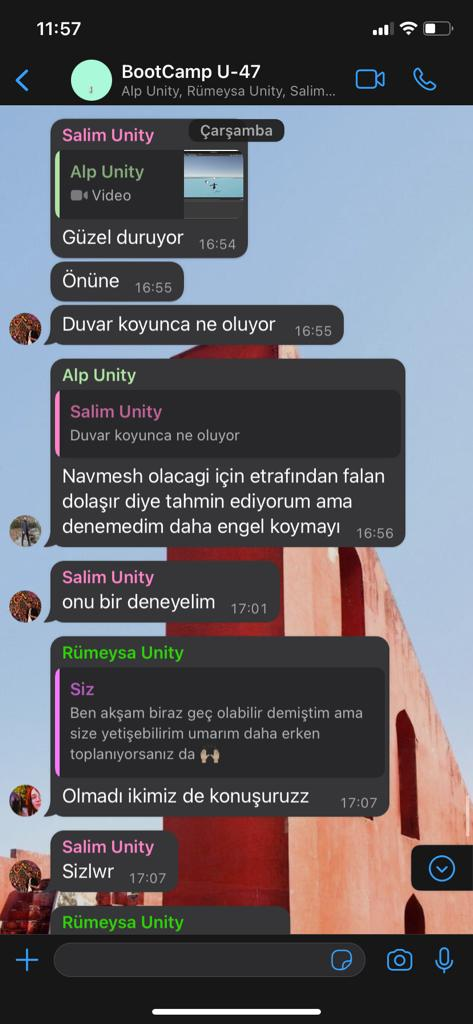 11:57
BootCamp U-47
Alp Unity, Rümeysa Unity, Salim...
Çarşamba
Salim Unity
Alp Unity
Video
Güzel duruyor 16:54
Önüne 16:55
Duvar koyunca ne oluyor 16:55
Alp Unity
Salim Unity
Duvar koyunca ne oluyor
Navmesh olacagi için etrafından falan
dolaşır diye tahmin ediyorum ama
denemedim daha engel koymayı 16:56
Salim Unity
onu bir deneyelim 17:01
Rümeysa Unity
Siz
Ben akşam biraz geç olabilir demiştim ama
size yetişebilirim umarım daha erken
toplanıyorsanız da 🙌🏼
Olmadı ikimiz de konuşuruzz 17:07
Salim Unity
Sizlwr 17:07
Rümeysa Unity